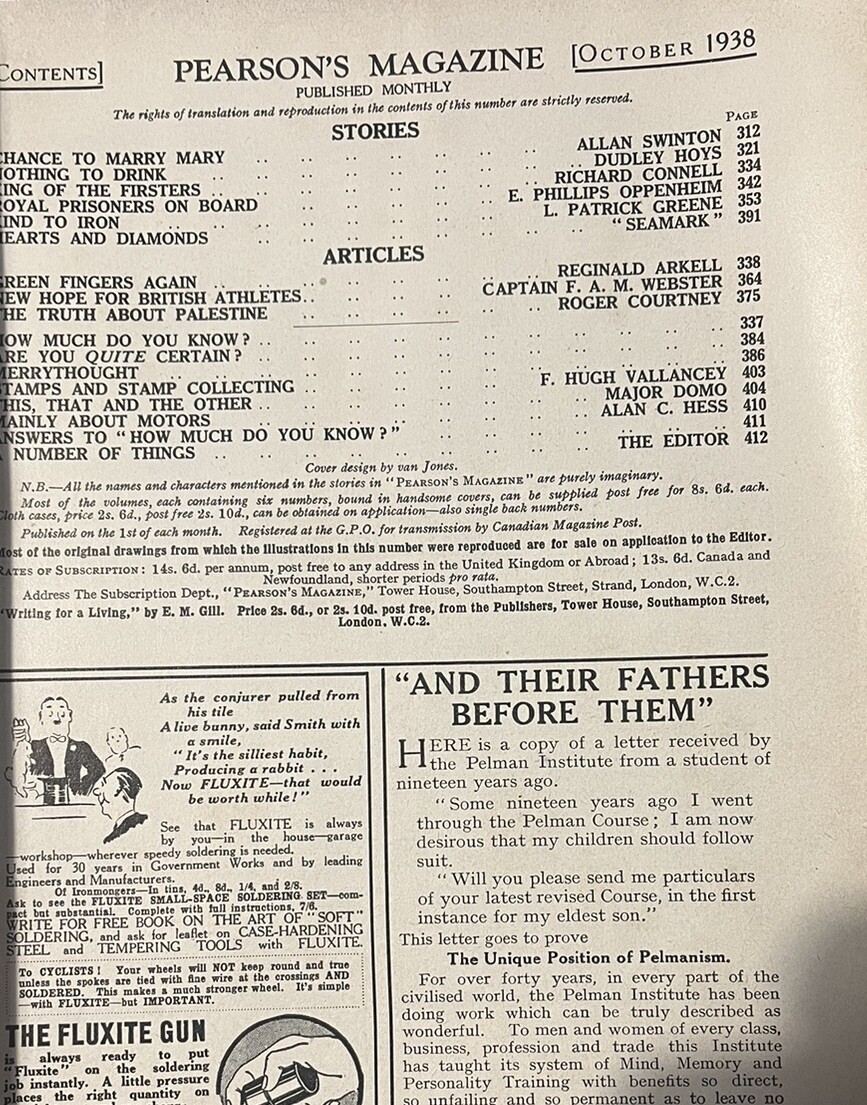 CONTENTS]
PEARSON'S MAGAZINE
[OCTOBER 1938
PUBLISHED MONTHLY
The rights of translation and reproduction in the contents of this number are strictly reserved.
STORIES
PAGE
HANCE TO MARRY MARY .. .. .. .. .. .. .. ALLAN SWINTON 312
OTHING TO DRINK .. .. .. .. .. .. .. DUDLEY HOYS 321
ING OF THE FIRSTERS .. .. .. .. .. .. .. RICHARD CONNELL 334
OYAL PRISONERS ON BOARD .. .. .. .. .. E. PHILLIPS OPPENHEIM 342
IND TO IRON .. .. .. .. .. .. L. PATRICK GREENE 353
EARTS AND DIAMONDS .. .. .. .. .. .. .. "SEAMARK" 391
ARTICLES
REEN FINGERS AGAIN .. .. .. .. .. .. REGINALD ARKELL 338
EW HOPE FOR BRITISH ATHLETES.. .. .. .. CAPTAIN F. A. M. WEBSTER 364
HE TRUTH ABOUT PALESTINE .. .. .. .. .. ROGER COURTNEY 375
OW MUCH DO YOU KNOW? .. .. .. .. .. .. .. .. 337
RE YOU QUITE CERTAIN? .. .. .. .. .. .. .. .. 384
ERRYTHOUGHT .. .. .. .. .. .. .. .. 386
TAMPS AND STAMP COLLECTING .. .. .. .. .. F. HUGH VALLANCEY 403
HIS, THAT AND THE OTHER .. .. .. .. .. .. MAJOR DOMO 404
AINLY ABOUT MOTORS .. .. .. .. .. .. ALAN C. HESS 410
NSWERS TO "HOW MUCH DO YOU KNOW?" .. .. .. .. 411
NUMBER OF THINGS .. .. .. .. .. .. .. THE EDITOR 412
Cover design by van Jones.
N.B.—All the names and characters mentioned in the stories in "PEARSON'S MAGAZINE" are purely imaginary.
Most of the volumes, each containing six numbers, bound in handsome covers, can be supplied post free for 8s. 6d. each.
Cloth cases, price 2s. 6d., post free 2s. 10d., can be obtained on application—also single back numbers.
Published on the 1st of each month. Registered at the G.P.O. for transmission by Canadian Magazine Post.
Most of the original drawings from which the illustrations in this number were reproduced are for sale on application to the Editor.
RATES OF SUBSCRIPTION: 14s. 6d. per annum, post free to any address in the United Kingdom or Abroad; 13s. 6d. Canada and
Newfoundland, shorter periods pro rata.
Address The Subscription Dept., "PEARSON'S MAGAZINE," Tower House, Southampton Street, Strand, London, W.C.2.
"Writing for a Living," by E. M. Gill. Price 2s. 6d., or 2s. 10d. post free, from the Publishers, Tower House, Southampton Street,
London, W.C.2.
As the conjurer pulled from
his tile
A live bunny, said Smith with
a smile,
"It's the silliest habit,
Producing a rabbit . . .
Now FLUXITE—that would
be worth while!"
See that FLUXITE is always
by you—in the house—garage
—workshop—wherever speedy soldering is needed.
Used for 30 years in Government Works and by leading
Engineers and Manufacturers.
Of Ironmongers—In tins, 4d., 8d., 1/4, and 2/8.
Ask to see the FLUXITE SMALL-SPACE SOLDERING SET—com-
pact but substantial. Complete with full instructions, 7/6.
WRITE FOR FREE BOOK ON THE ART OF "SOFT"
SOLDERING, and ask for leaflet on CASE-HARDENING
STEEL and TEMPERING TOOLS with FLUXITE.
To CYCLISTS! Your wheels will NOT keep round and true
unless the spokes are tied with fine wire at the crossings AND
SOLDERED. This makes a much stronger wheel. It's simple
—with FLUXITE—but IMPORTANT.
THE FLUXITE GUN
is always ready to put
"Fluxite" on the soldering
job instantly. A little pressure
places the right quantity on
"AND THEIR FATHERS
BEFORE THEM"
HERE is a copy of a letter received by
the Pelman Institute from a student of
nineteen years ago.
"Some nineteen years ago I went
through the Pelman Course; I am now
desirous that my children should follow
suit.
"Will you please send me particulars
of your latest revised Course, in the first
instance for my eldest son."
This letter goes to prove
The Unique Position of Pelmanism.
For over forty years, in every part of the
civilised world, the Pelman Institute has been
doing work which can be truly described as
wonderful. To men and women of every class,
business, profession and trade this Institute
has taught its system of Mind, Memory and
Personality Training with benefits so direct,
so unfailing and so permanent as to leave no